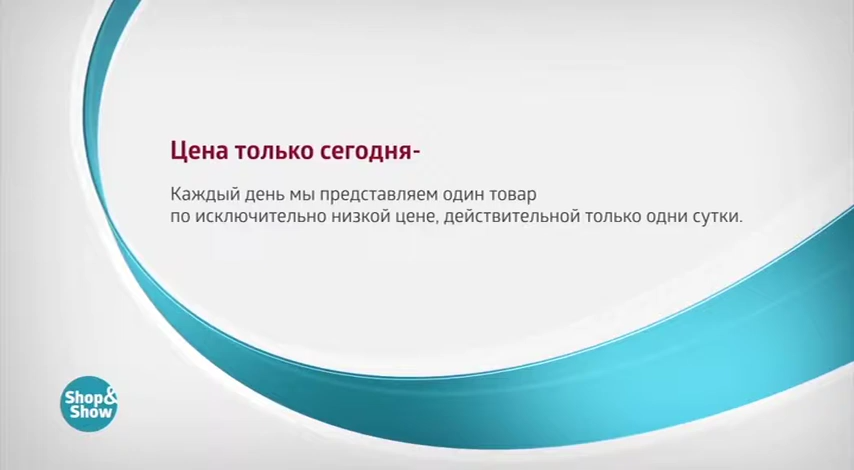 Цена только сегодня-
Каждый день мы представляем один товар
по исключительно низкой цене, действительной только одни сутки.
Shop&
Show